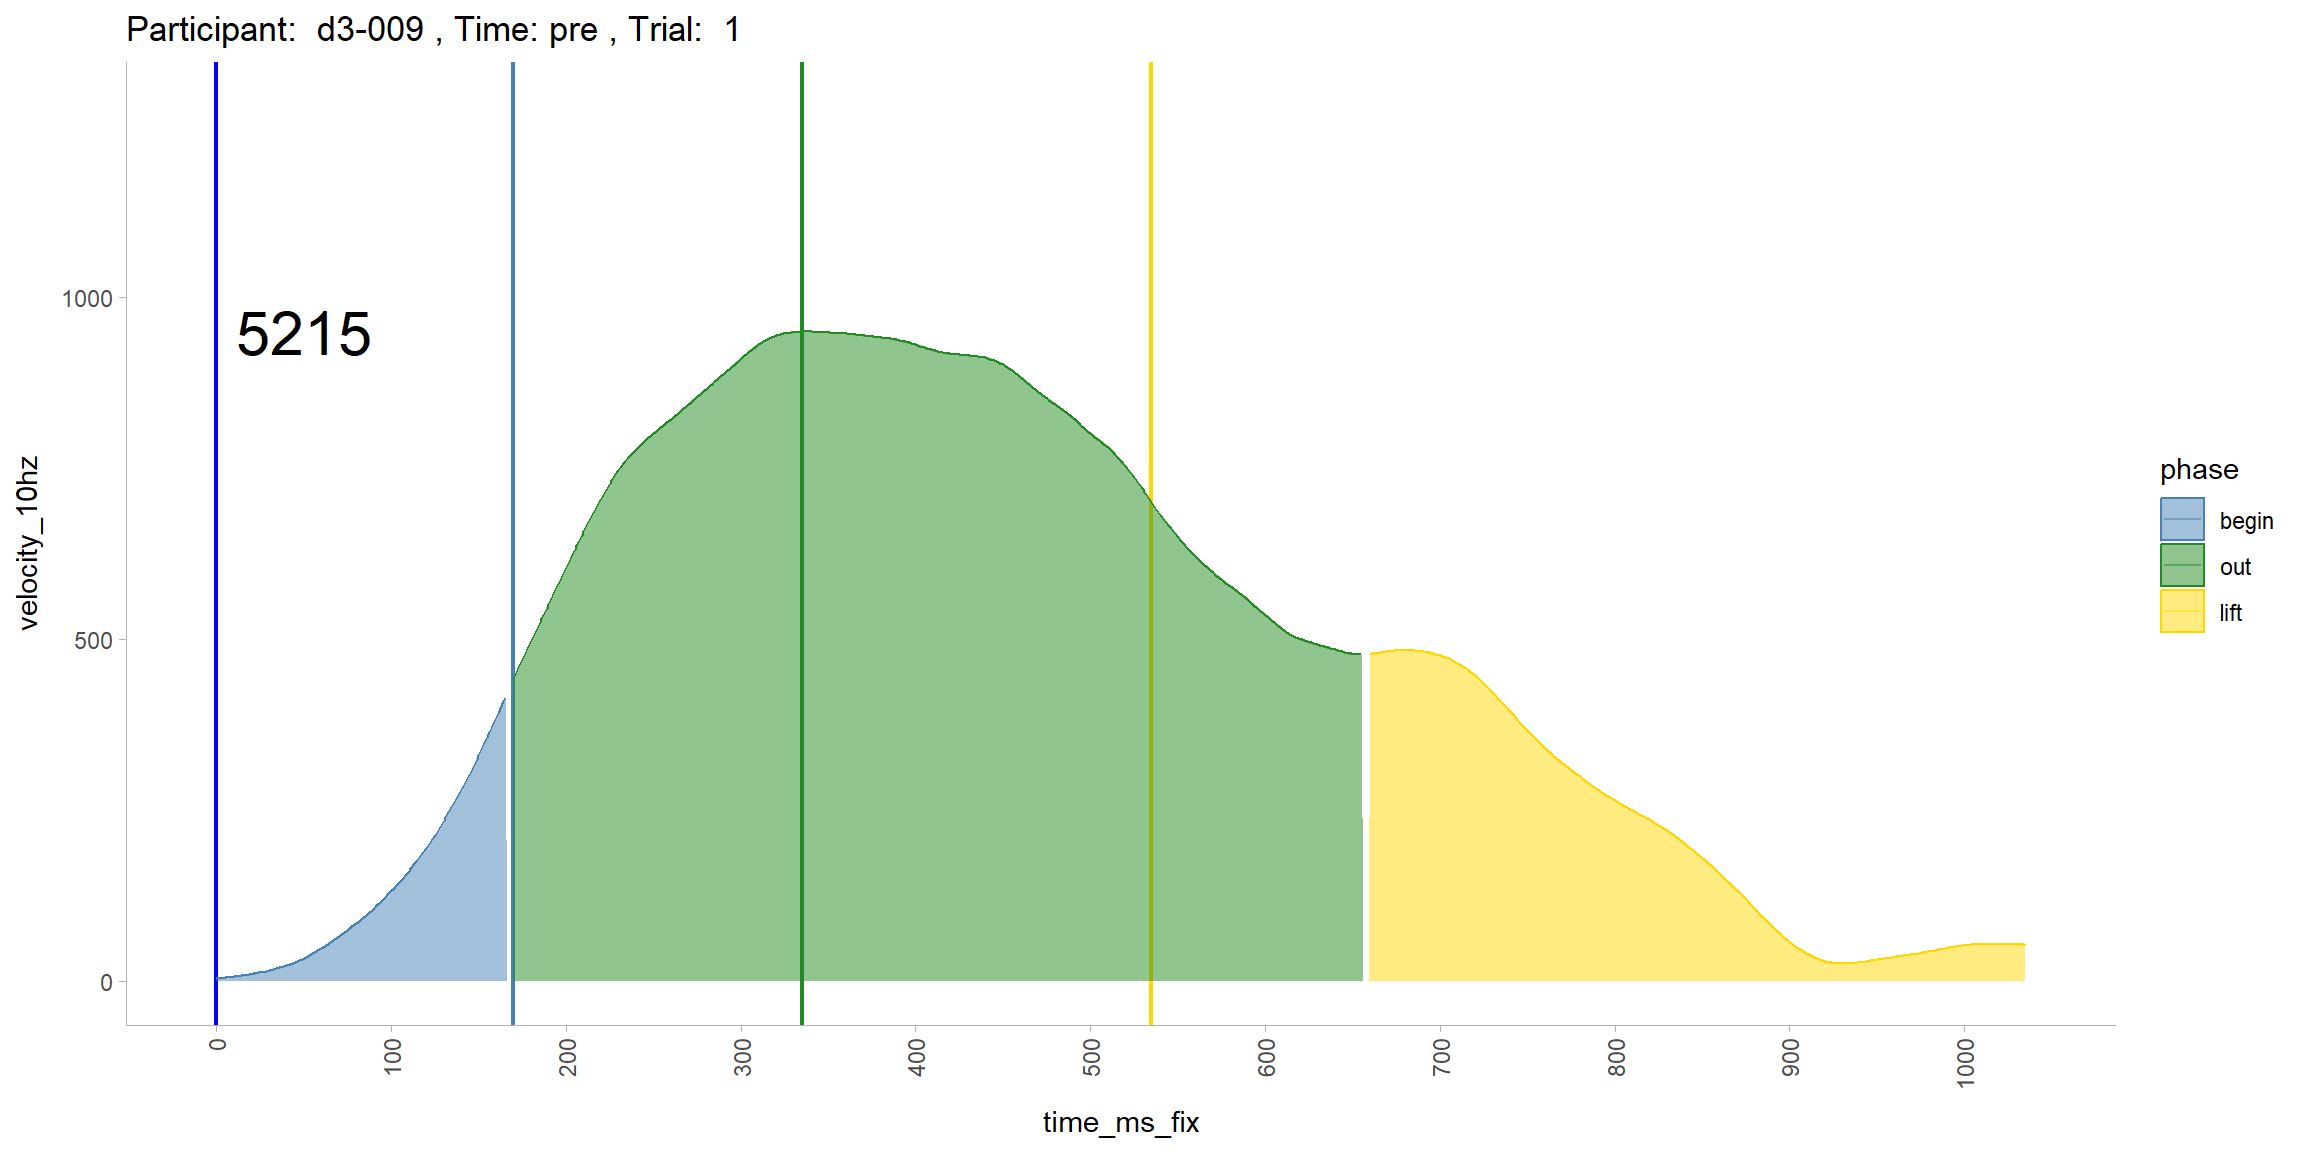 Participant:  d3-009 , Time: pre , Trial:  1
velocity_10hz
1000
500
0
5215
0
100
200
300
400
500
600
700
800
900
1000
time_ms_fix
phase
begin
out
lift